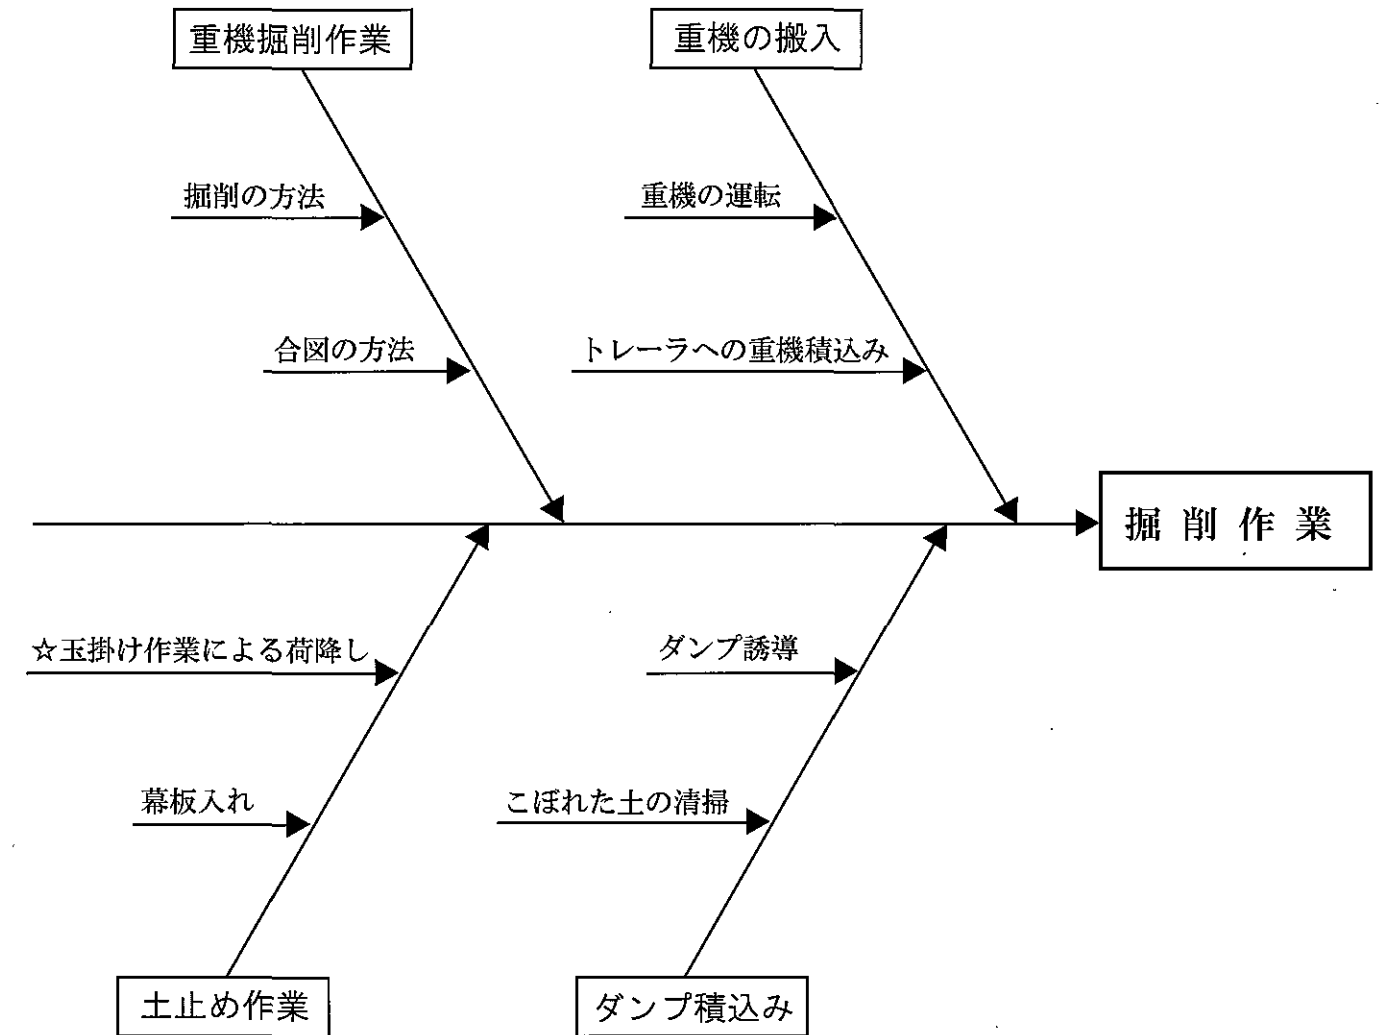 重機掘削作業
重機の搬入
掘削の方法
重機の運転
合図の方法
トレーラへの重機積込み
掘削作業
☆玉掛け作業による荷降し
ダンプ誘導
幕板入れ
こぼれた土の清掃
土止め作業
ダンプ積込み